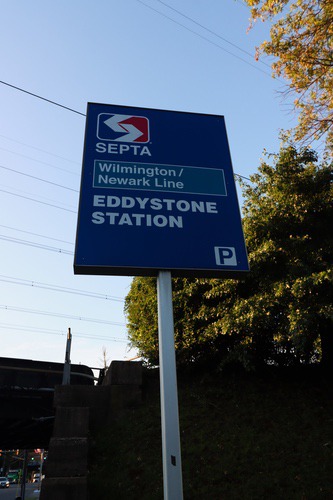 SEPTA
Wilmington/
Newark Line
EDDYSTONE
STATION
P